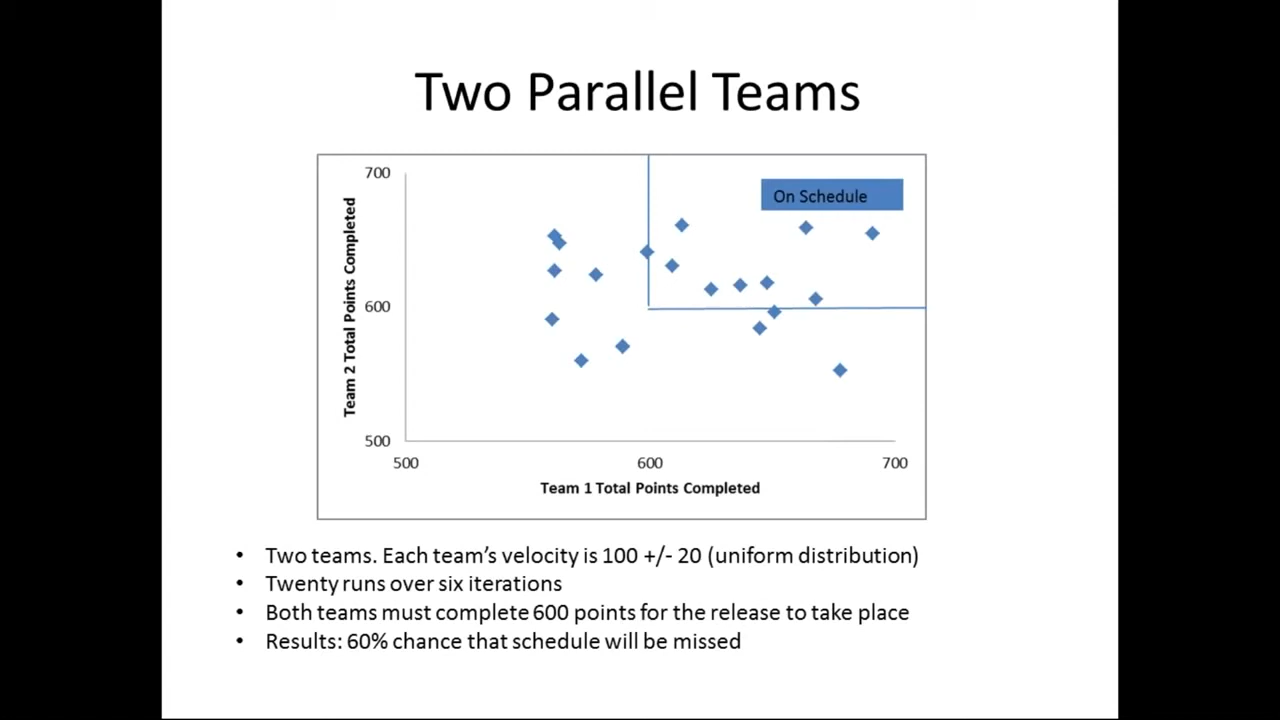 Two Parallel Teams
700
On Schedule
600
500
Team 2 Total Points Completed
500 600 700
Team 1 Total Points Completed
• Two teams. Each team's velocity is 100 +/- 20 (uniform distribution)
• Twenty runs over six iterations
• Both teams must complete 600 points for the release to take place
• Results: 60% chance that schedule will be missed